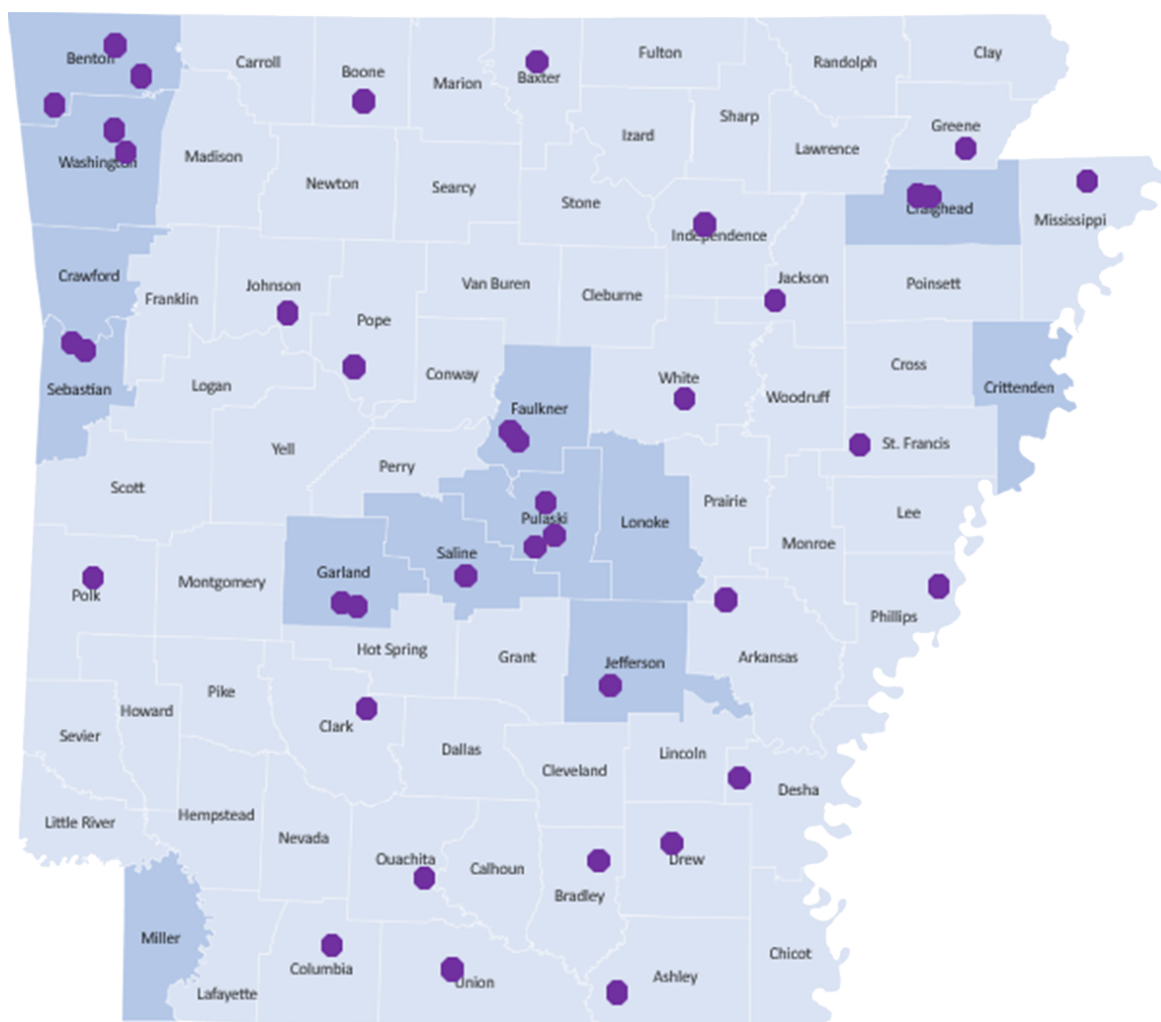 Benton
Carroll
Boone
Marion
Baxter
Fulton
Randolph
Clay
Sharp
Izard
Greene
Lawrence
Washington
Madison
Newton
Searcy
Stone
Independence
Craighead
Mississippi
Crawford
Franklin
Johnson
Pope
Van Buren
Cleburne
Jackson
Poinsett
Sebastian
Logan
Conway
Faulkner
White
Woodruff
Cross
Crittenden
Yell
Perry
St. Francis
Scott
Pulaski
Lonoke
Prairie
Lee
Monroe
Saline
Garland
Montgomery
Polk
Phillips
Hot Spring
Grant
Jefferson
Arkansas
Pike
Howard
Sevier
Clark
Dallas
Lincoln
Cleveland
Desha
Little River
Hempstead
Nevada
Ouachita
Calhoun
Bradley
Drew
Miller
Columbia
Lafayette
Union
Ashley
Chicot